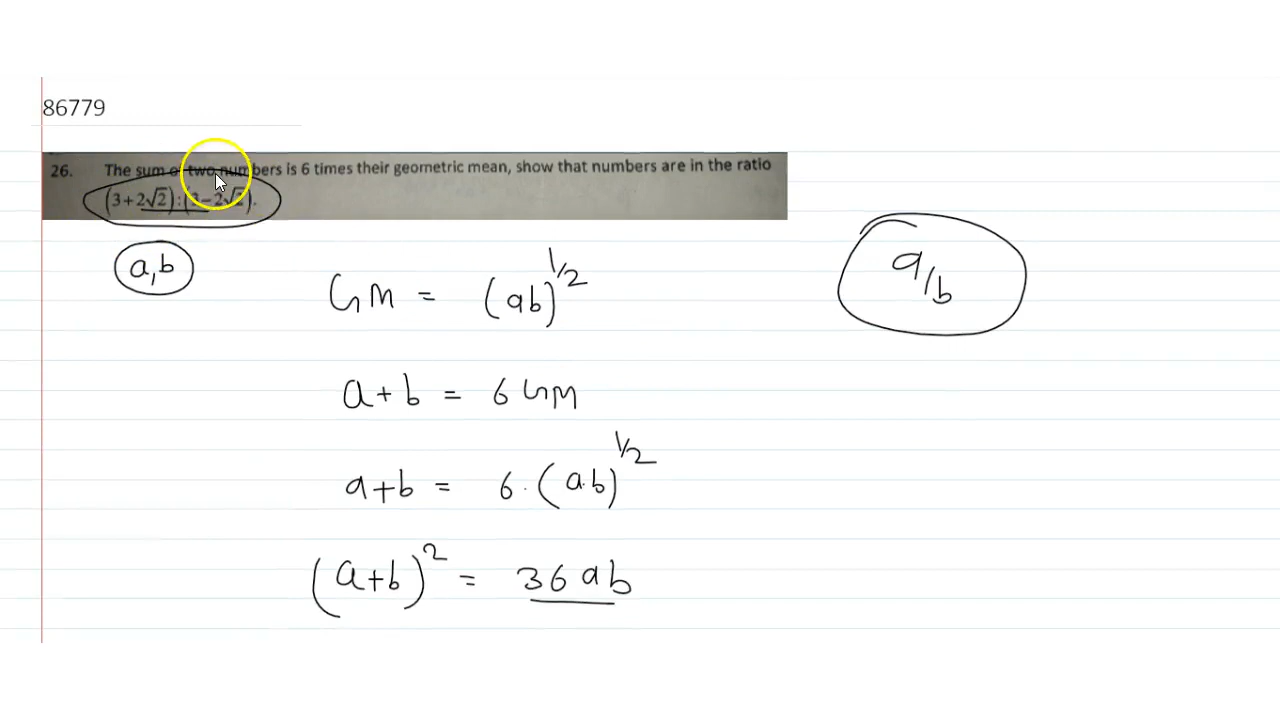 86779
26. The sum of two numbers is 6 times their geometric mean, show that numbers are in the ratio
(3+2√2):(3−2√2).
a,b
a/b
GM = (ab)^1/2
a+b = 6 GM
a+b = 6.(a.b)^1/2
(a+b)^2 = 36ab